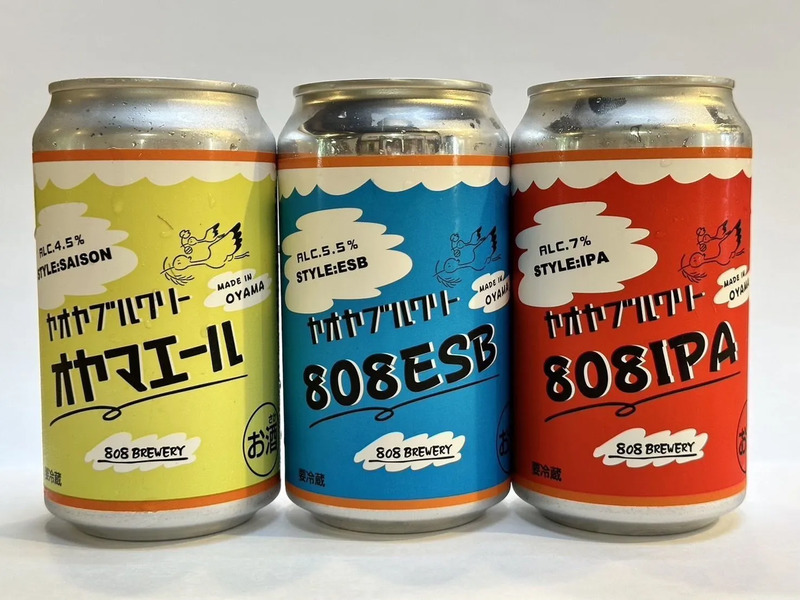 ALC.4.5%
STYLE:SAISON
MADE IN
OYAMA
ヤオヤブルワリー
オヤマエール
808 BREWERY
お酒
要冷蔵
ALC.5.5%
STYLE:ESB
MADE IN
OYAMA
ヤオヤブルワリー
808ESB
808 BREWERY
お
要冷蔵
ALC.7%
STYLE:IPA
MADE IN
OYAMA
ヤオヤブルワリー
808IPA
808 BREWERY
お
要冷蔵